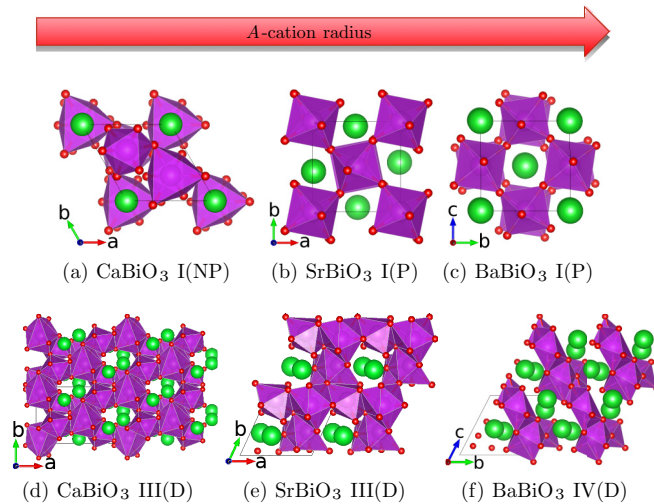 A-cation radius
b
a
b
a
c
b
(a) CaBiO₃ I(NP)
(b) SrBiO₃ I(P)
(c) BaBiO₃ I(P)
b
a
b
a
c
b
(d) CaBiO₃ III(D)
(e) SrBiO₃ III(D)
(f) BaBiO₃ IV(D)